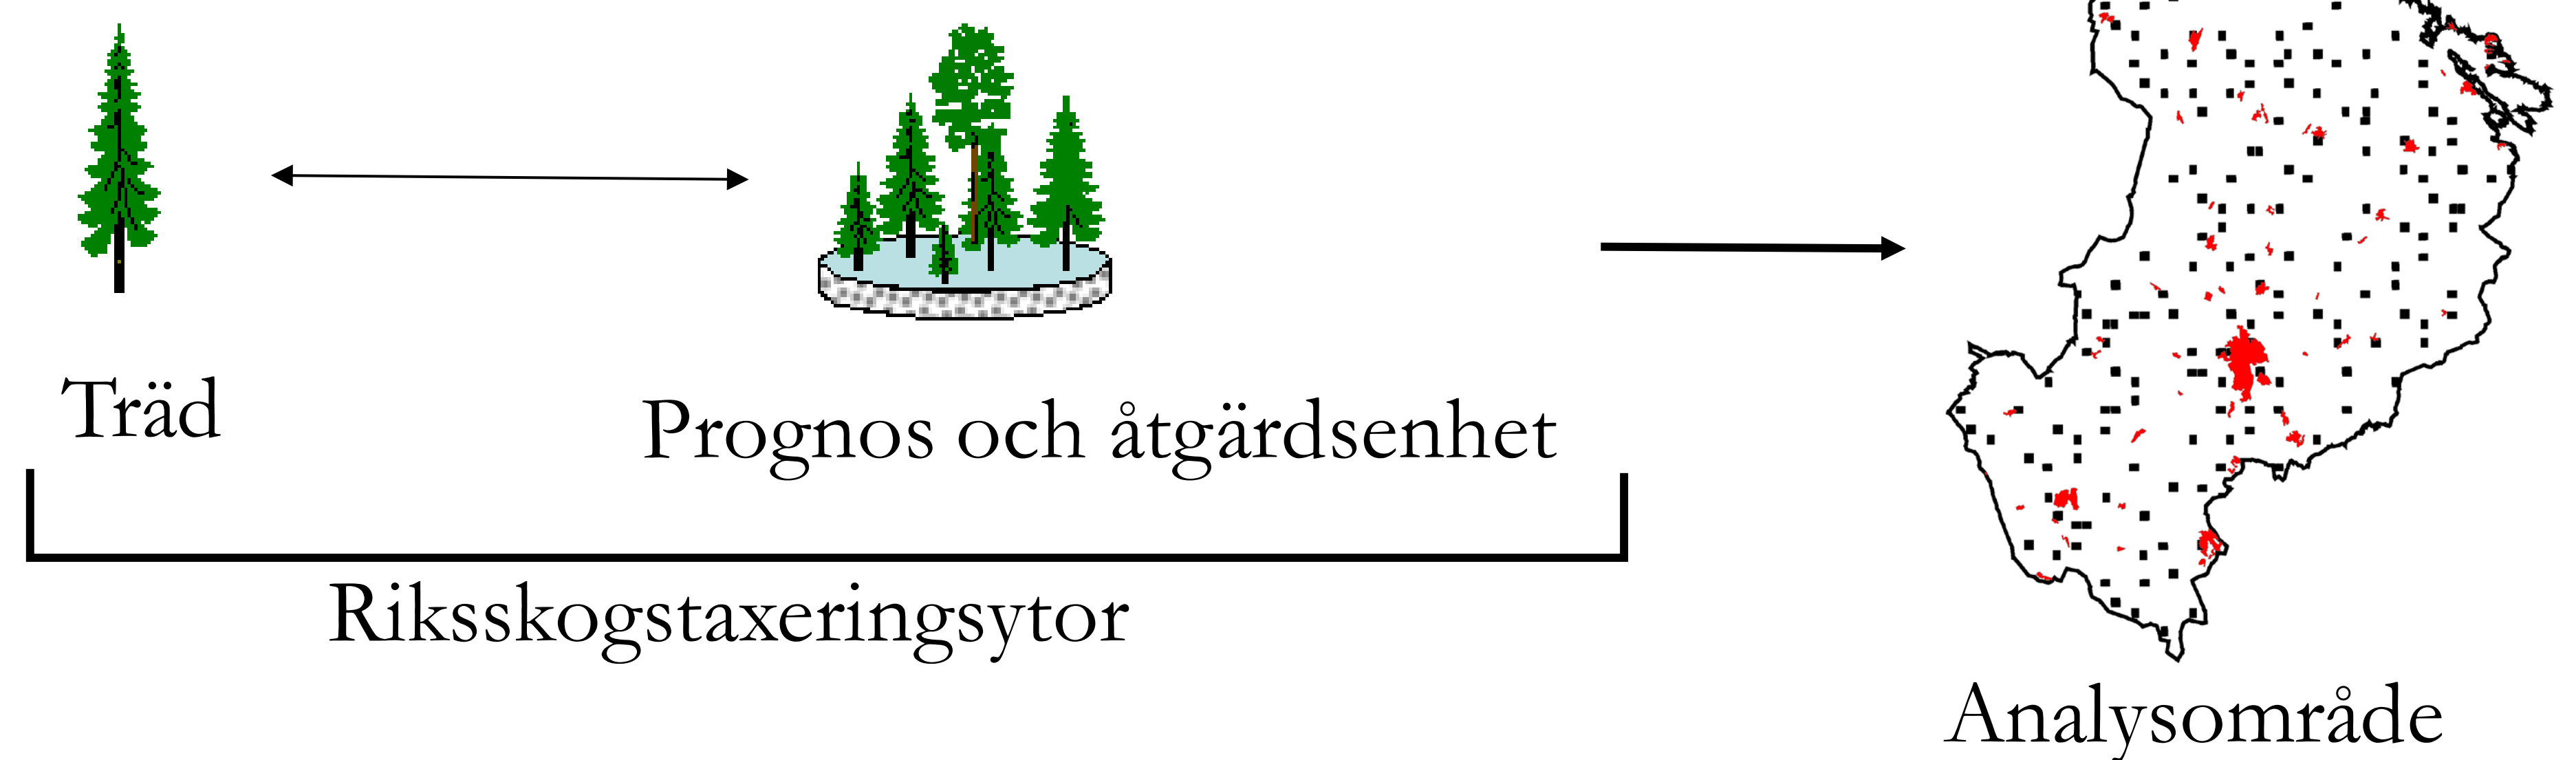 Träd
Prognos och åtgärdsenhet
Riksskogstaxeringsytor
Analysområde